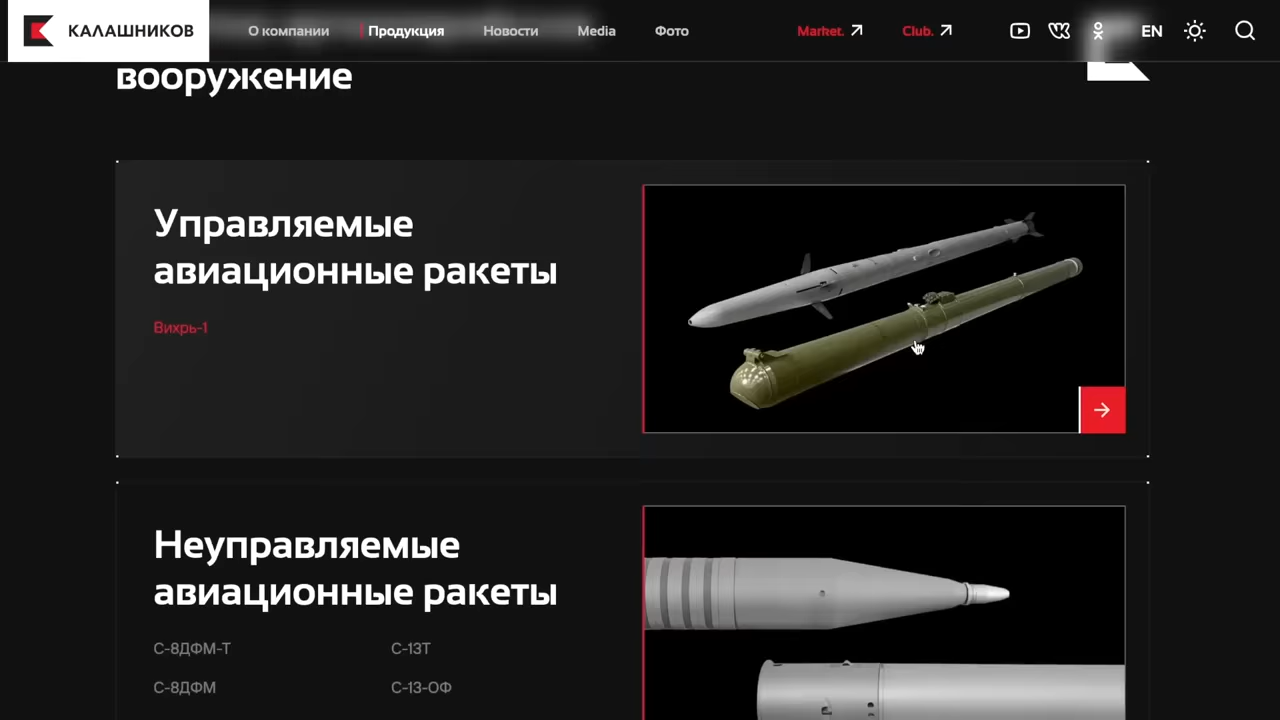 КАЛАШНИКОВ
О компании
Продукция
Новости
Media
Фото
Market.
Club.
EN
вооружение
Управляемые
авиационные ракеты
Вихрь-1
Неуправляемые
авиационные ракеты
С-8ДФМ-Т
С-13Т
С-8ДФМ
С-13-ОФ